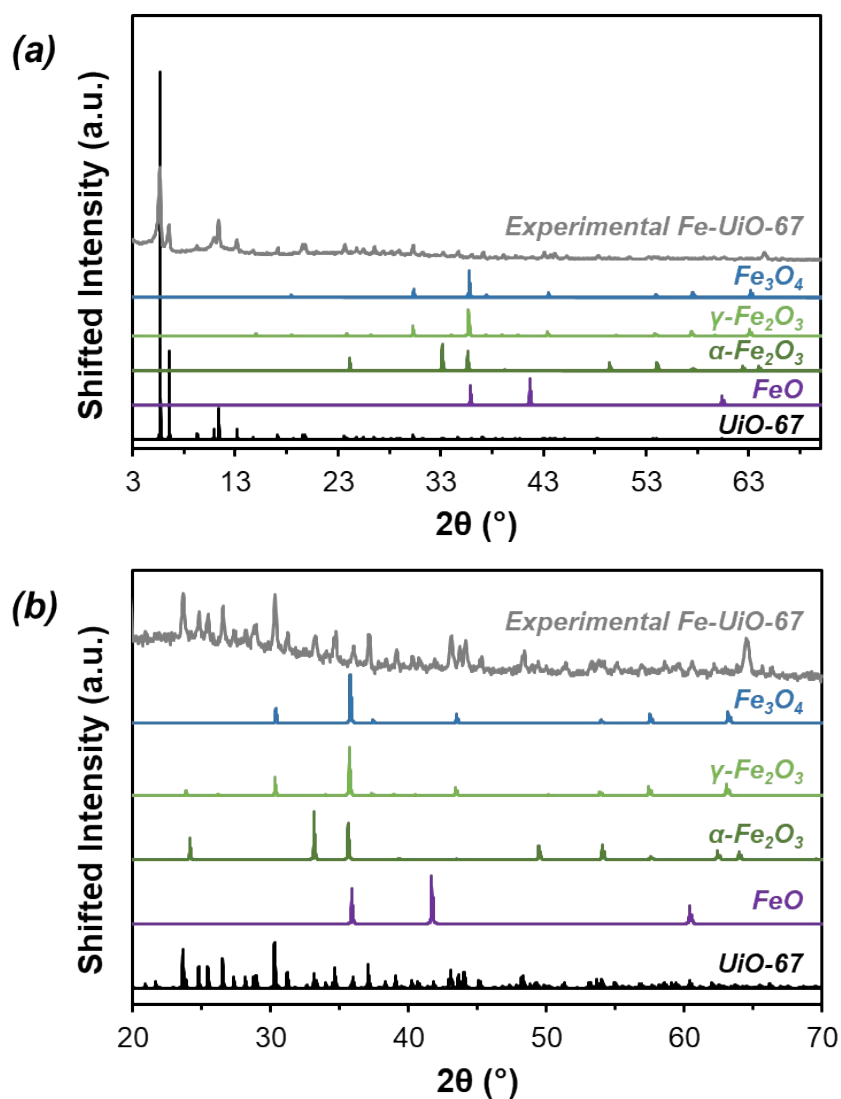 (a)
Shifted Intensity (a.u.)
Experimental Fe-UiO-67
Fe₃O₄
γ-Fe₂O₃
α-Fe₂O₃
FeO
UiO-67
3 13 23 33 43 53 63
2θ (°)
(b)
Shifted Intensity (a.u.)
Experimental Fe-UiO-67
Fe₃O₄
γ-Fe₂O₃
α-Fe₂O₃
FeO
UiO-67
20 30 40 50 60 70
2θ (°)